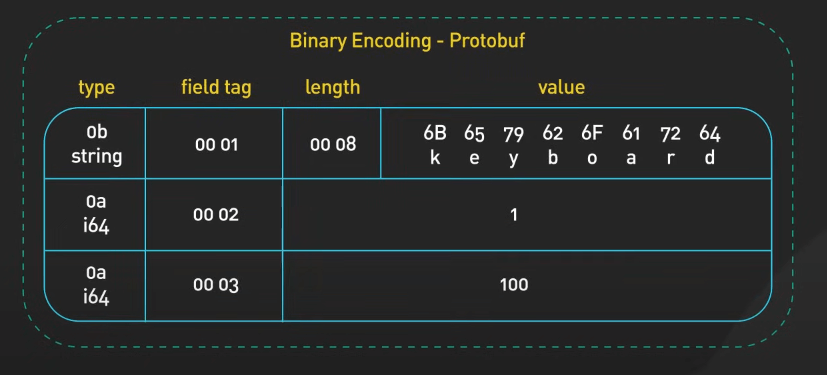 Binary Encoding - Protobuf
type field tag length value
0b string 00 01 00 08 6B 65 79 62 6F 61 72 64
k e y b o a r d
0a i64 00 02 1
0a i64 00 03 100